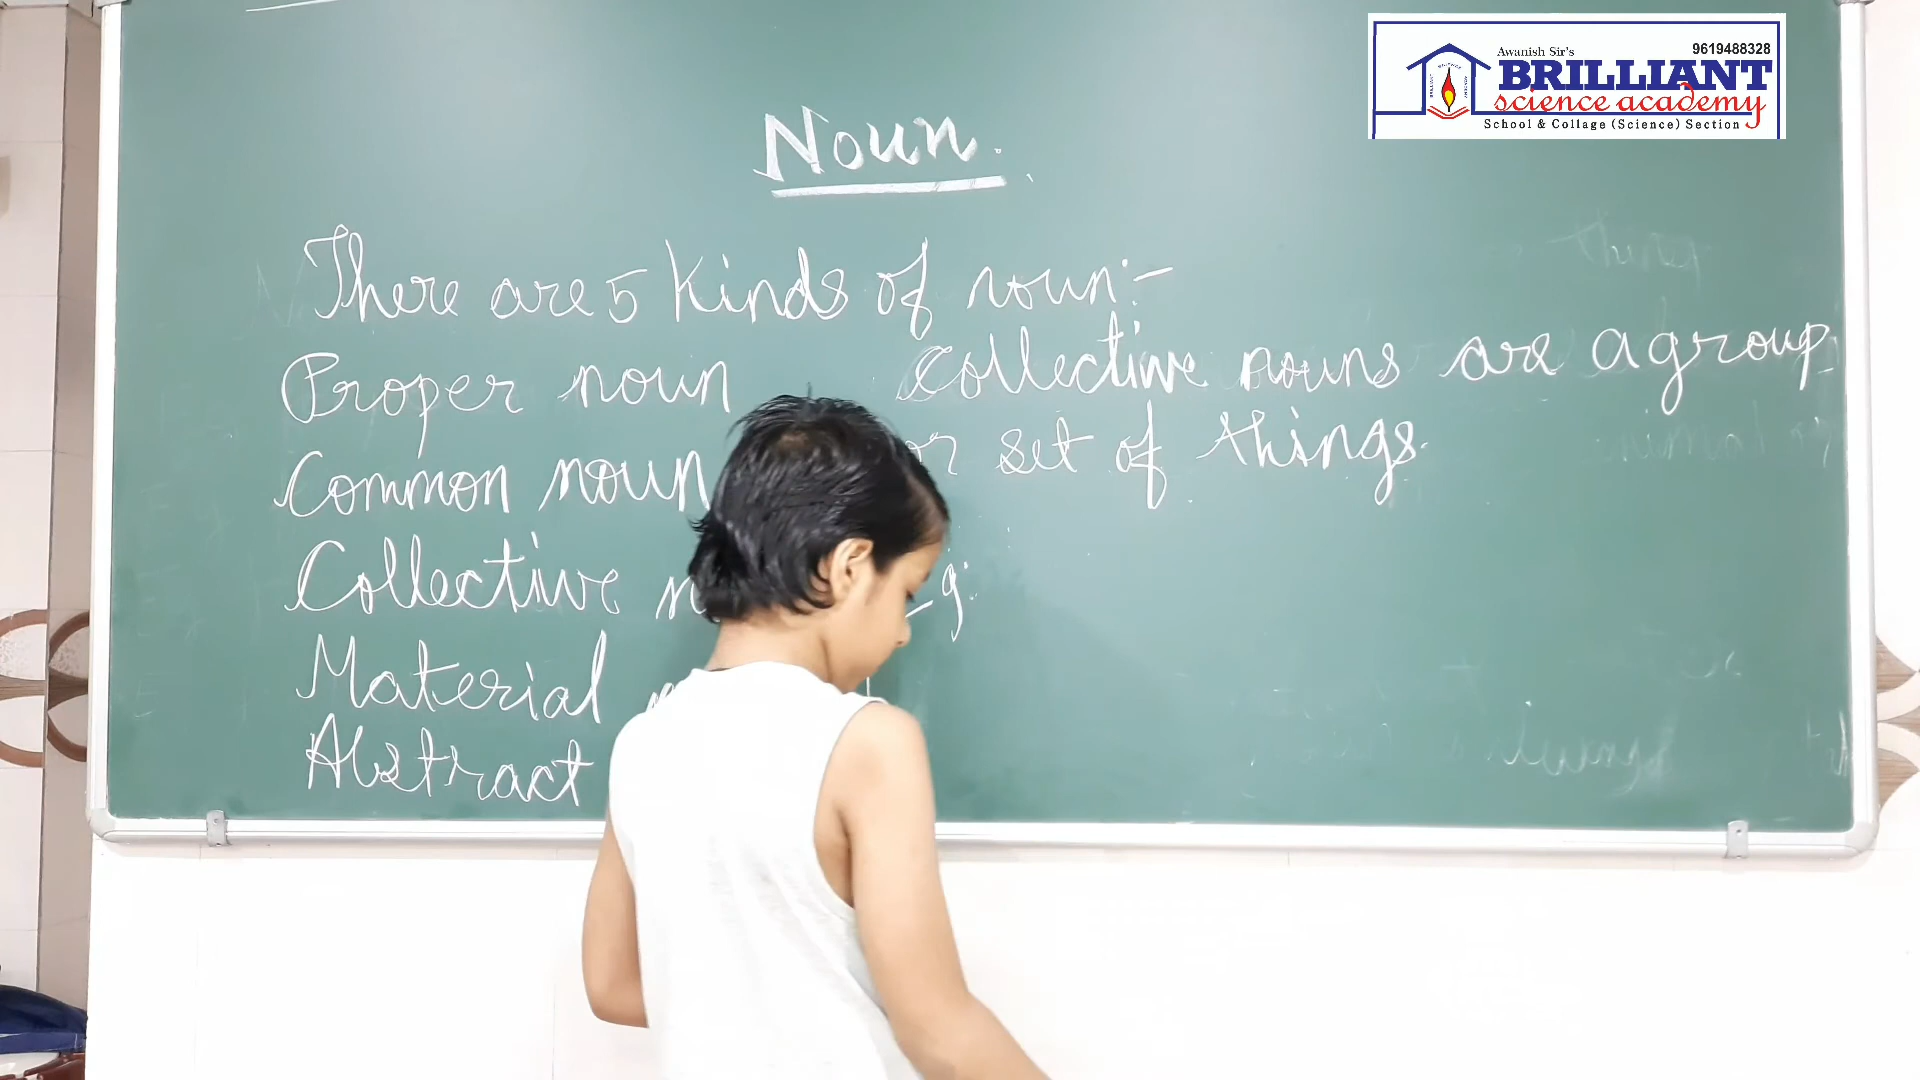 Noun.
There are 5 Kinds of noun:-
Proper noun
Common noun
Collective
Material
Abstract
Collective nouns are a group
or set of things.
g:
Awanish Sir's
9619488328
BRILLIANT
science academy
School & Collage (Science) Section